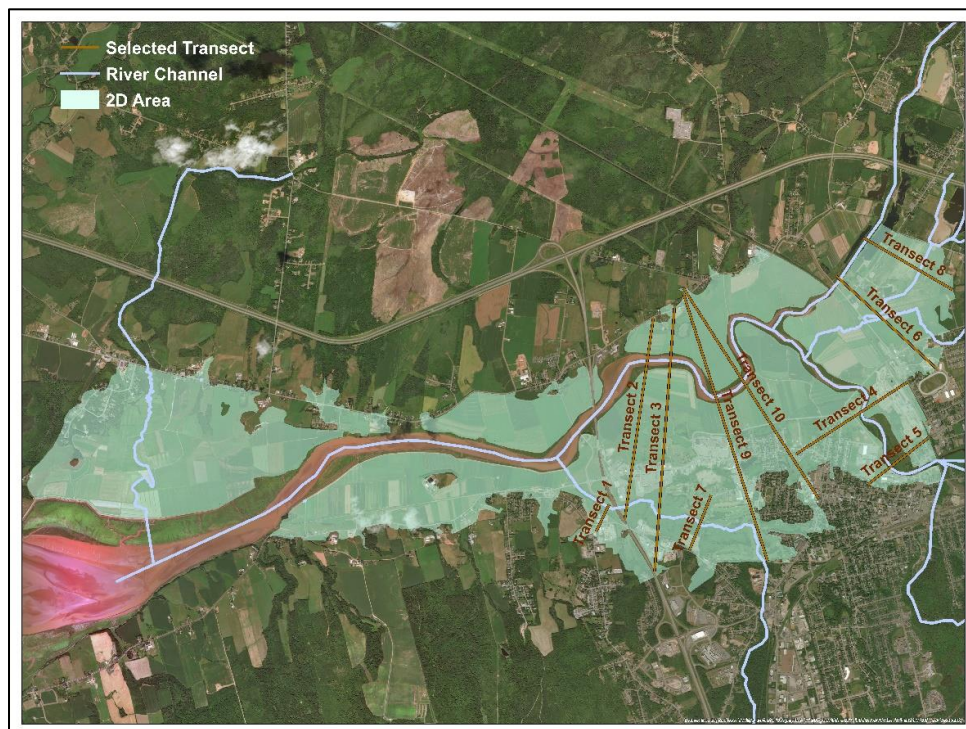 Selected Transect
River Channel
2D Area
Transect 8
Transect 6
Transect 2
Transect 3
Transect 10
Transect 4
Transect 9
Transect 5
Transect 1
Transect 7